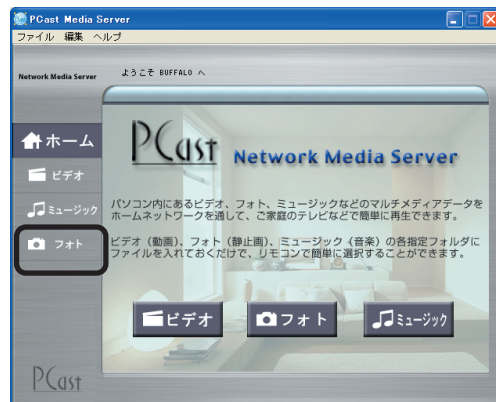 PCast Media Server
ファイル 編集 ヘルプ
Network Media Server
ようこそ BUFFALO へ
ホーム
ビデオ
ミュージック
フォト
PCast Network Media Server
パソコン内にあるビデオ、フォト、ミュージックなどのマルチメディアデータを
ホームネットワークを通して、ご家庭のテレビなどで簡単に再生できます。
ビデオ（動画）、フォト（静止画）、ミュージック（音楽）の各指定フォルダに
ファイルを入れておくだけで、リモコンで簡単に選択することができます。
ビデオ フォト ミュージック
PCast